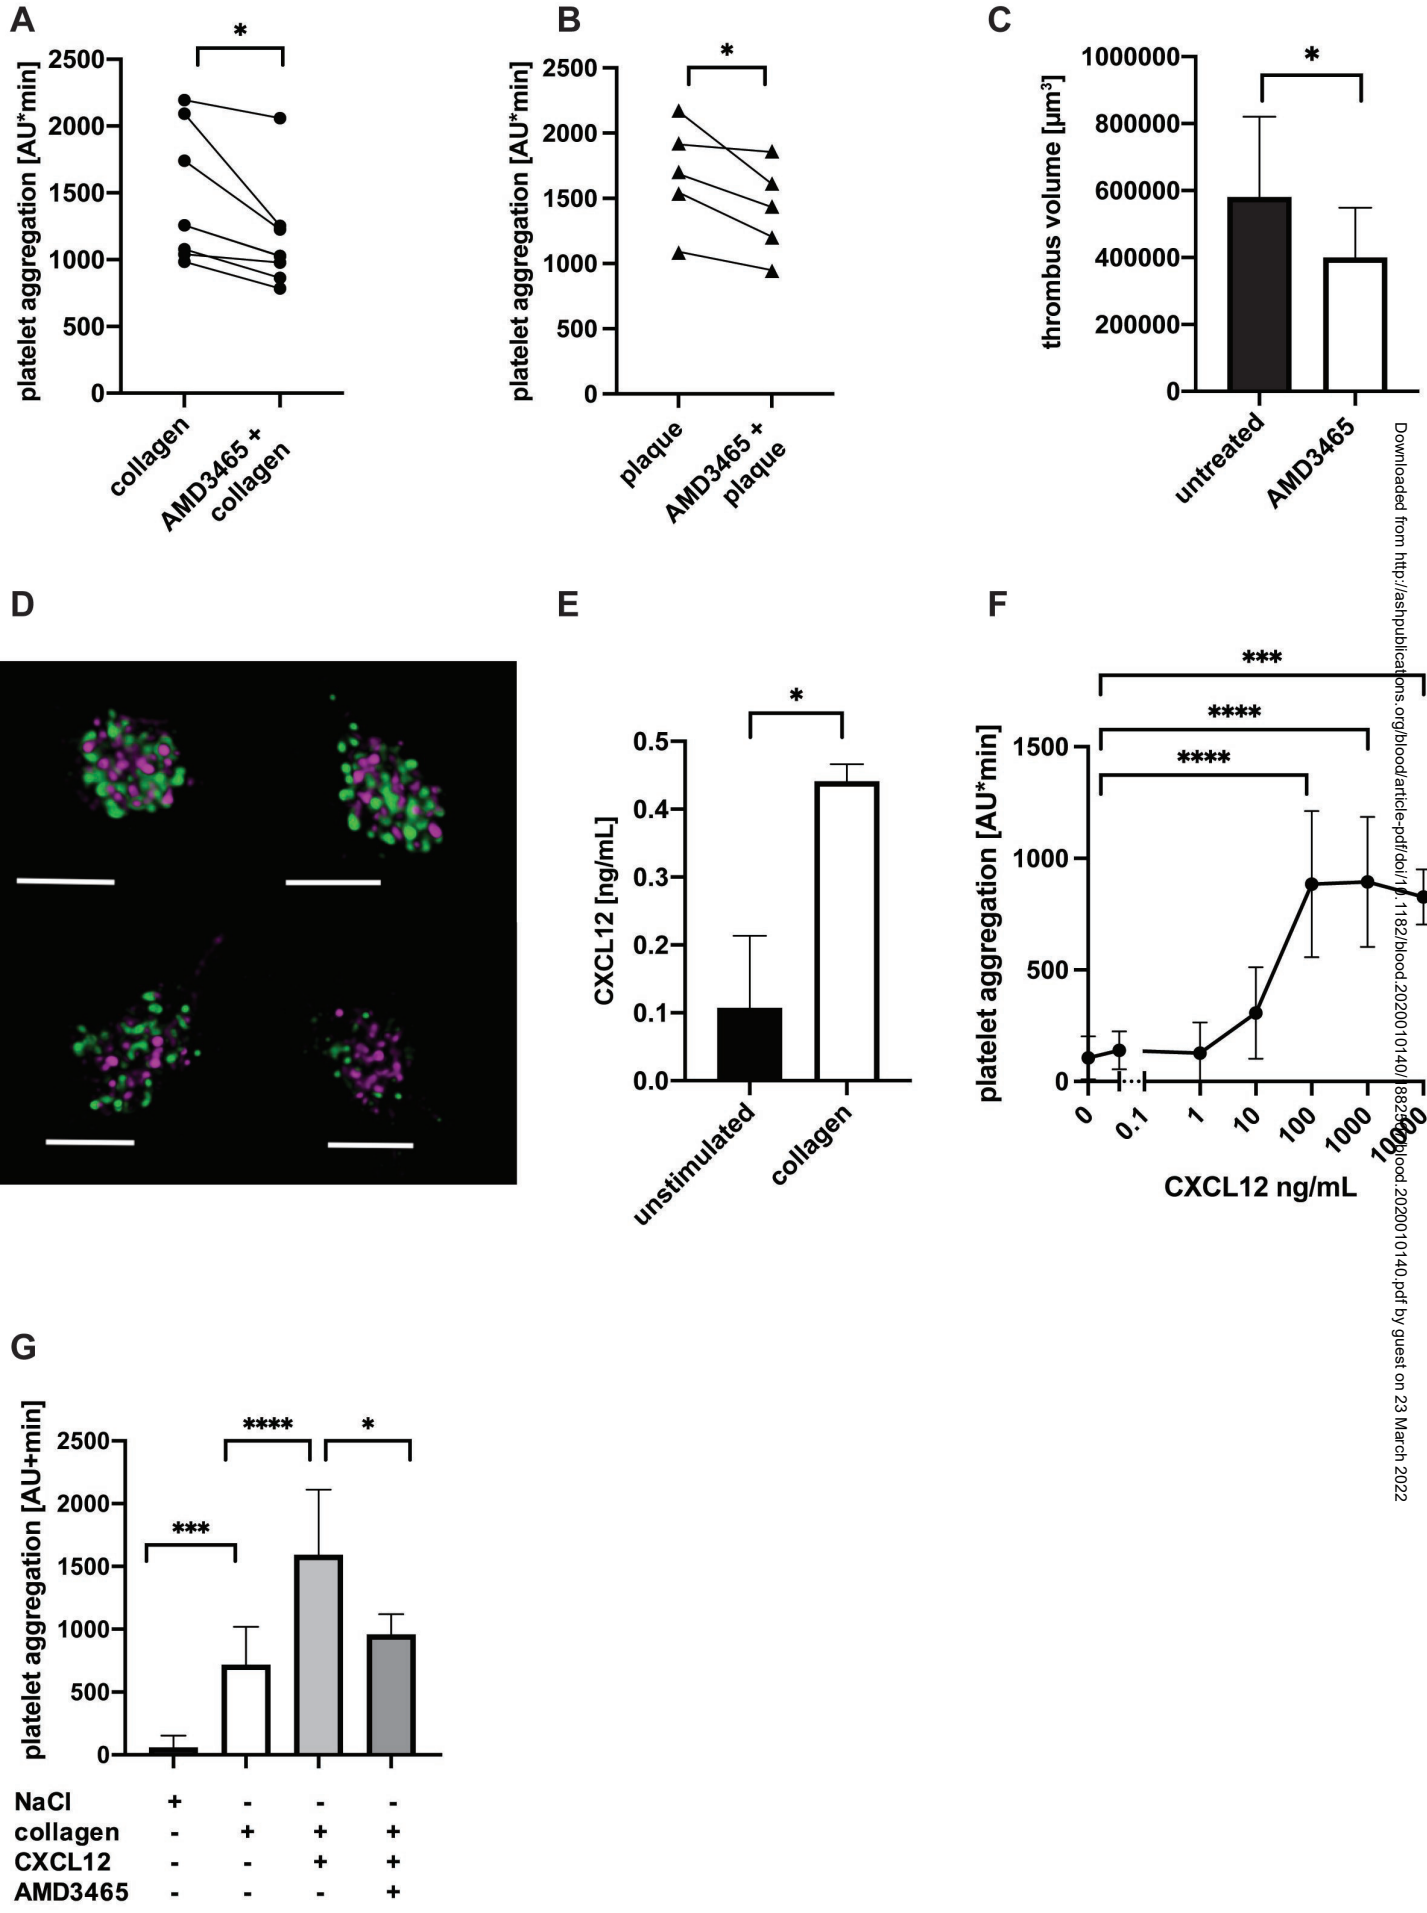 A
*
platelet aggregation [AU*min]
2500
2000
1500
1000
500
0
collagen
AMD3465 +
collagen
B
*
platelet aggregation [AU*min]
2500
2000
1500
1000
500
0
plaque
AMD3465 +
plaque
C
*
thrombus volume [µm³]
1000000
800000
600000
400000
200000
0
untreated
AMD3465
D
E
*
CXCL12 [ng/mL]
0.5
0.4
0.3
0.2
0.1
0.0
unstimulated
collagen
F
***
****
****
platelet aggregation [AU*min]
1500
1000
500
0
0
0.1
1
10
100
1000
CXCL12 ng/mL
G
**** *
***
platelet aggregation [AU+min]
2500
2000
1500
1000
500
0
NaCl + - - -
collagen - + + +
CXCL12 - - + +
AMD3465 - - - +
Downloaded from http://ashpublications.org/blood/article-pdf/doi/10.1182/blood.2020010140/
blood.2020010140.pdf by guest on 23 March 2022